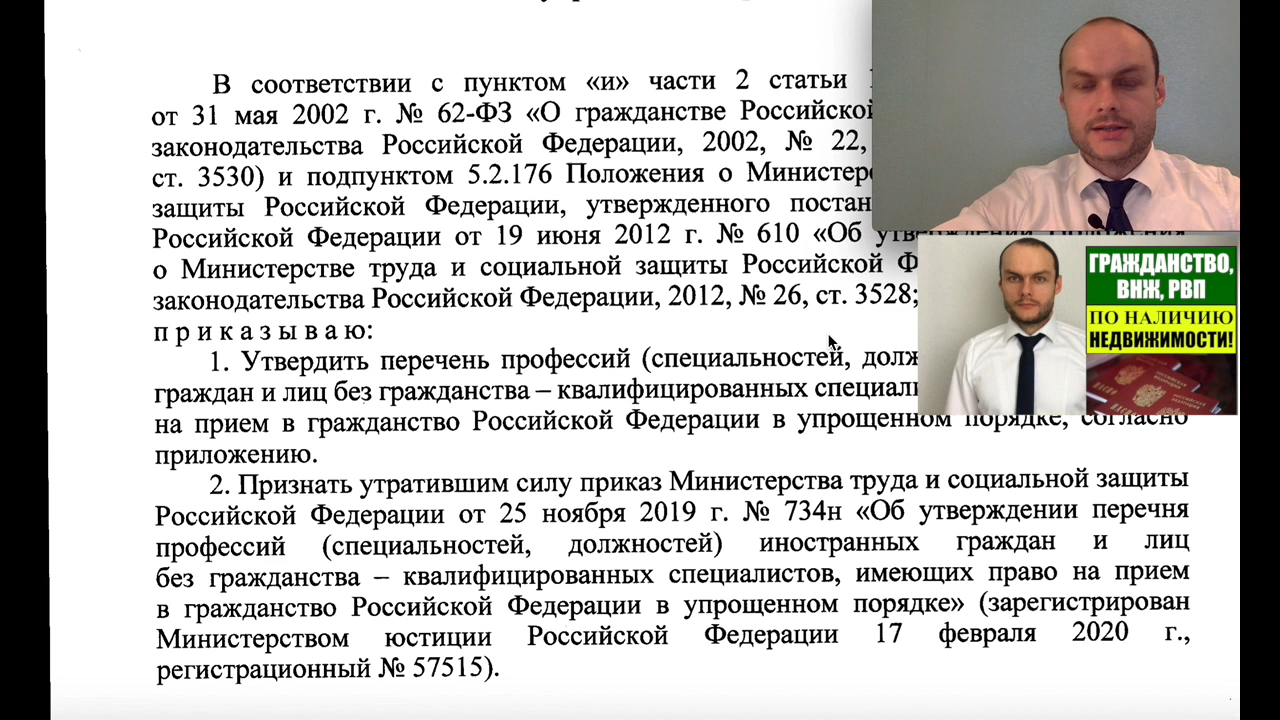 В соответствии с пунктом «и» части 2 статьи
от 31 мая 2002 г. № 62-ФЗ «О гражданстве Российской
законодательства Российской Федерации, 2002, № 22,
ст. 3530) и подпунктом 5.2.176 Положения о
защиты Российской Федерации, утвержденного
Российской Федерации от 19 июня 2012 г. № 610 «Об утверждении Положения
о Министерстве труда и социальной защиты Российской
законодательства Российской Федерации, 2012, № 26, ст. 3528;
приказываю:
1. Утвердить перечень профессий (специальностей,
граждан и лиц без гражданства – квалифицированных
на прием в гражданство Российской Федерации в упрощенном порядке, согласно
приложению.
2. Признать утратившим силу приказ Министерства труда и социальной защиты
Российской Федерации от 25 ноября 2019 г. № 734н «Об утверждении перечня
профессий (специальностей, должностей) иностранных граждан и лиц
без гражданства – квалифицированных специалистов, имеющих право на прием
в гражданство Российской Федерации в упрощенном порядке» (зарегистрирован
Министерством юстиции Российской Федерации 17 февраля 2020 г.,
регистрационный № 57515).
ГРАЖДАНСТВО,
ВНЖ, РВП
ПО НАЛИЧИЮ
НЕДВИЖИМОСТИ!